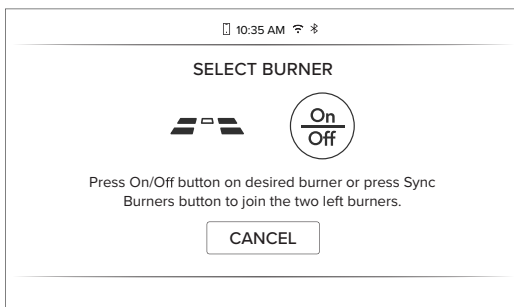 10:35 AM
SELECT BURNER
On
Off
Press On/Off button on desired burner or press Sync
Burners button to join the two left burners.
CANCEL